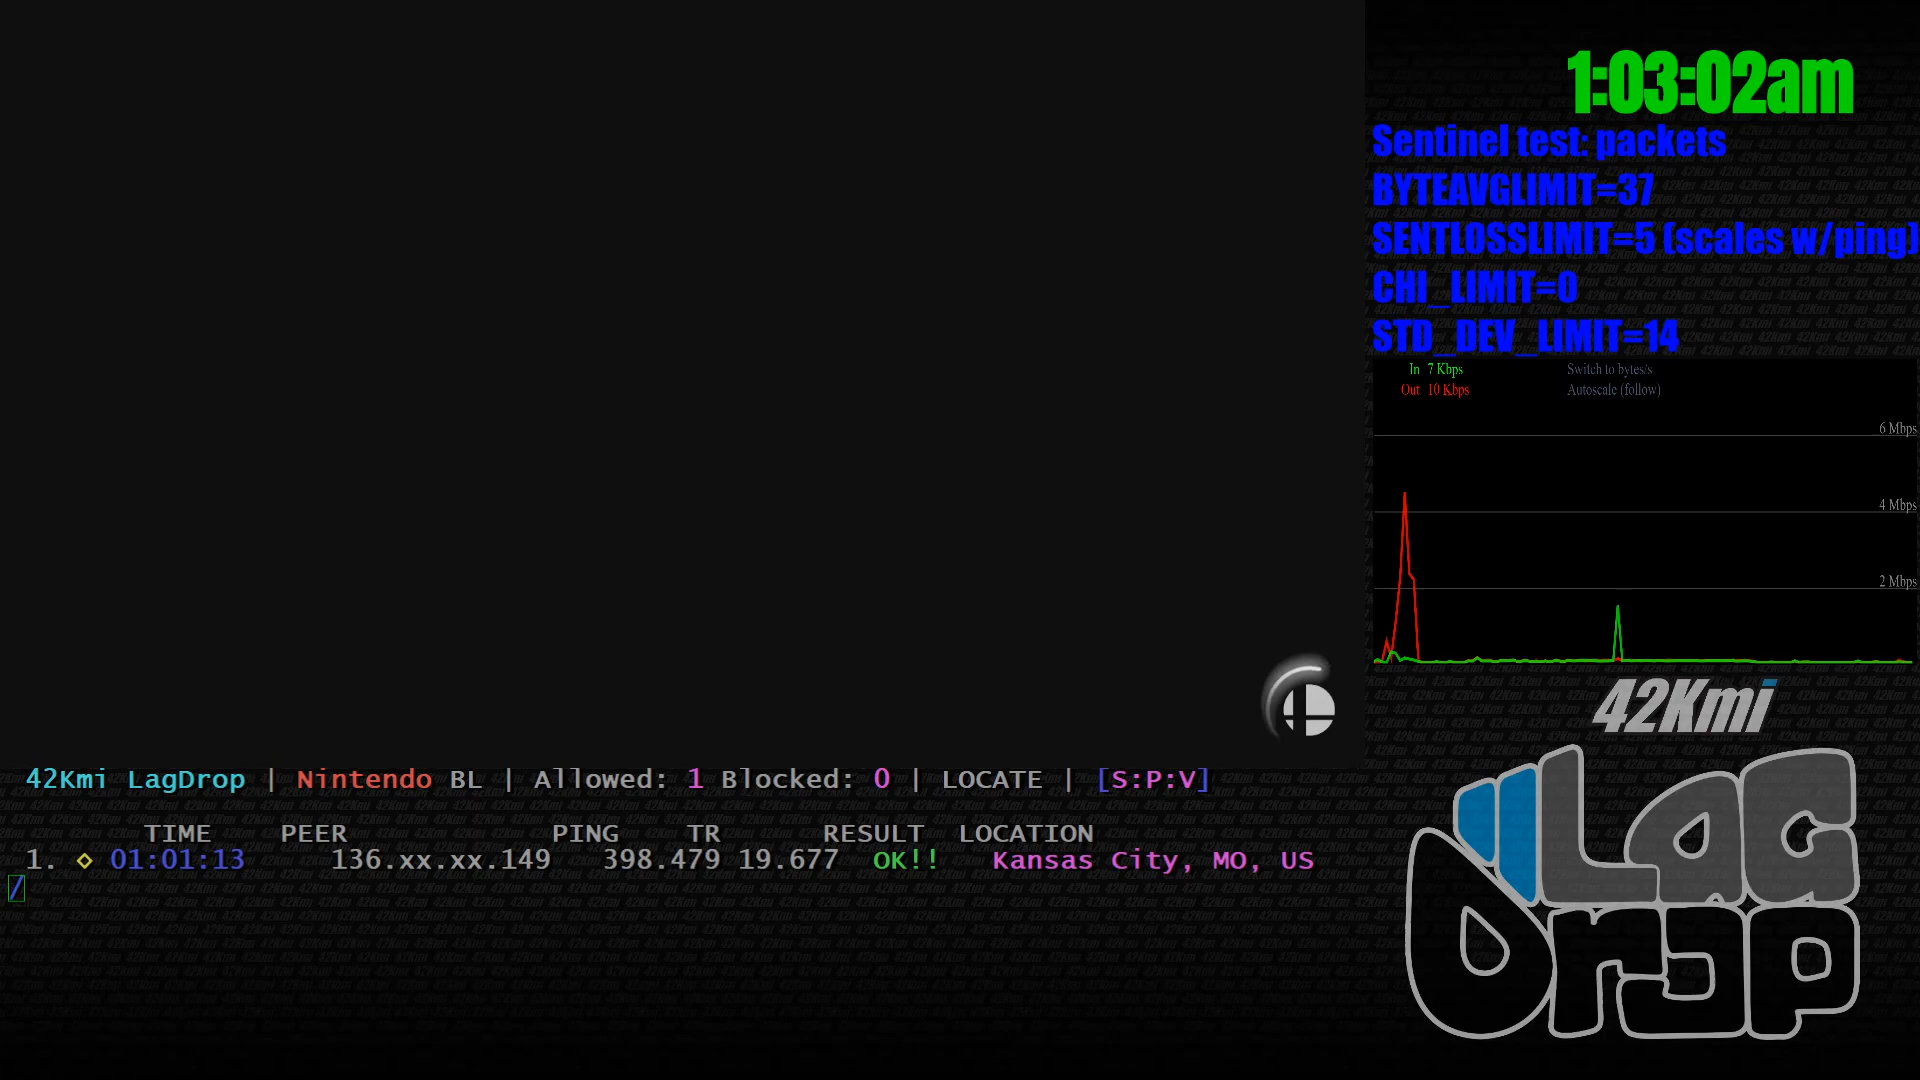 1:03:02am
Sentinel test: packets
BYTEAVGLIMIT=37
SENTLOSSLIMIT=5 (scales w/ping)
CHI_LIMIT=0
STD_DEV_LIMIT=14
In 7 Kbps Switch to bytes/s
Out 10 Kbps Autoscale (follow)
6 Mbps
4 Mbps
2 Mbps
42Kmi
LAG
Drop
42Kmi LagDrop | Nintendo BL | Allowed: 1 Blocked: 0 | LOCATE | [S:P:V]
TIME PEER PING TR RESULT LOCATION
1. ◇ 01:01:13 136.xx.xx.149 398.479 19.677 OK!! Kansas City, MO, US
/